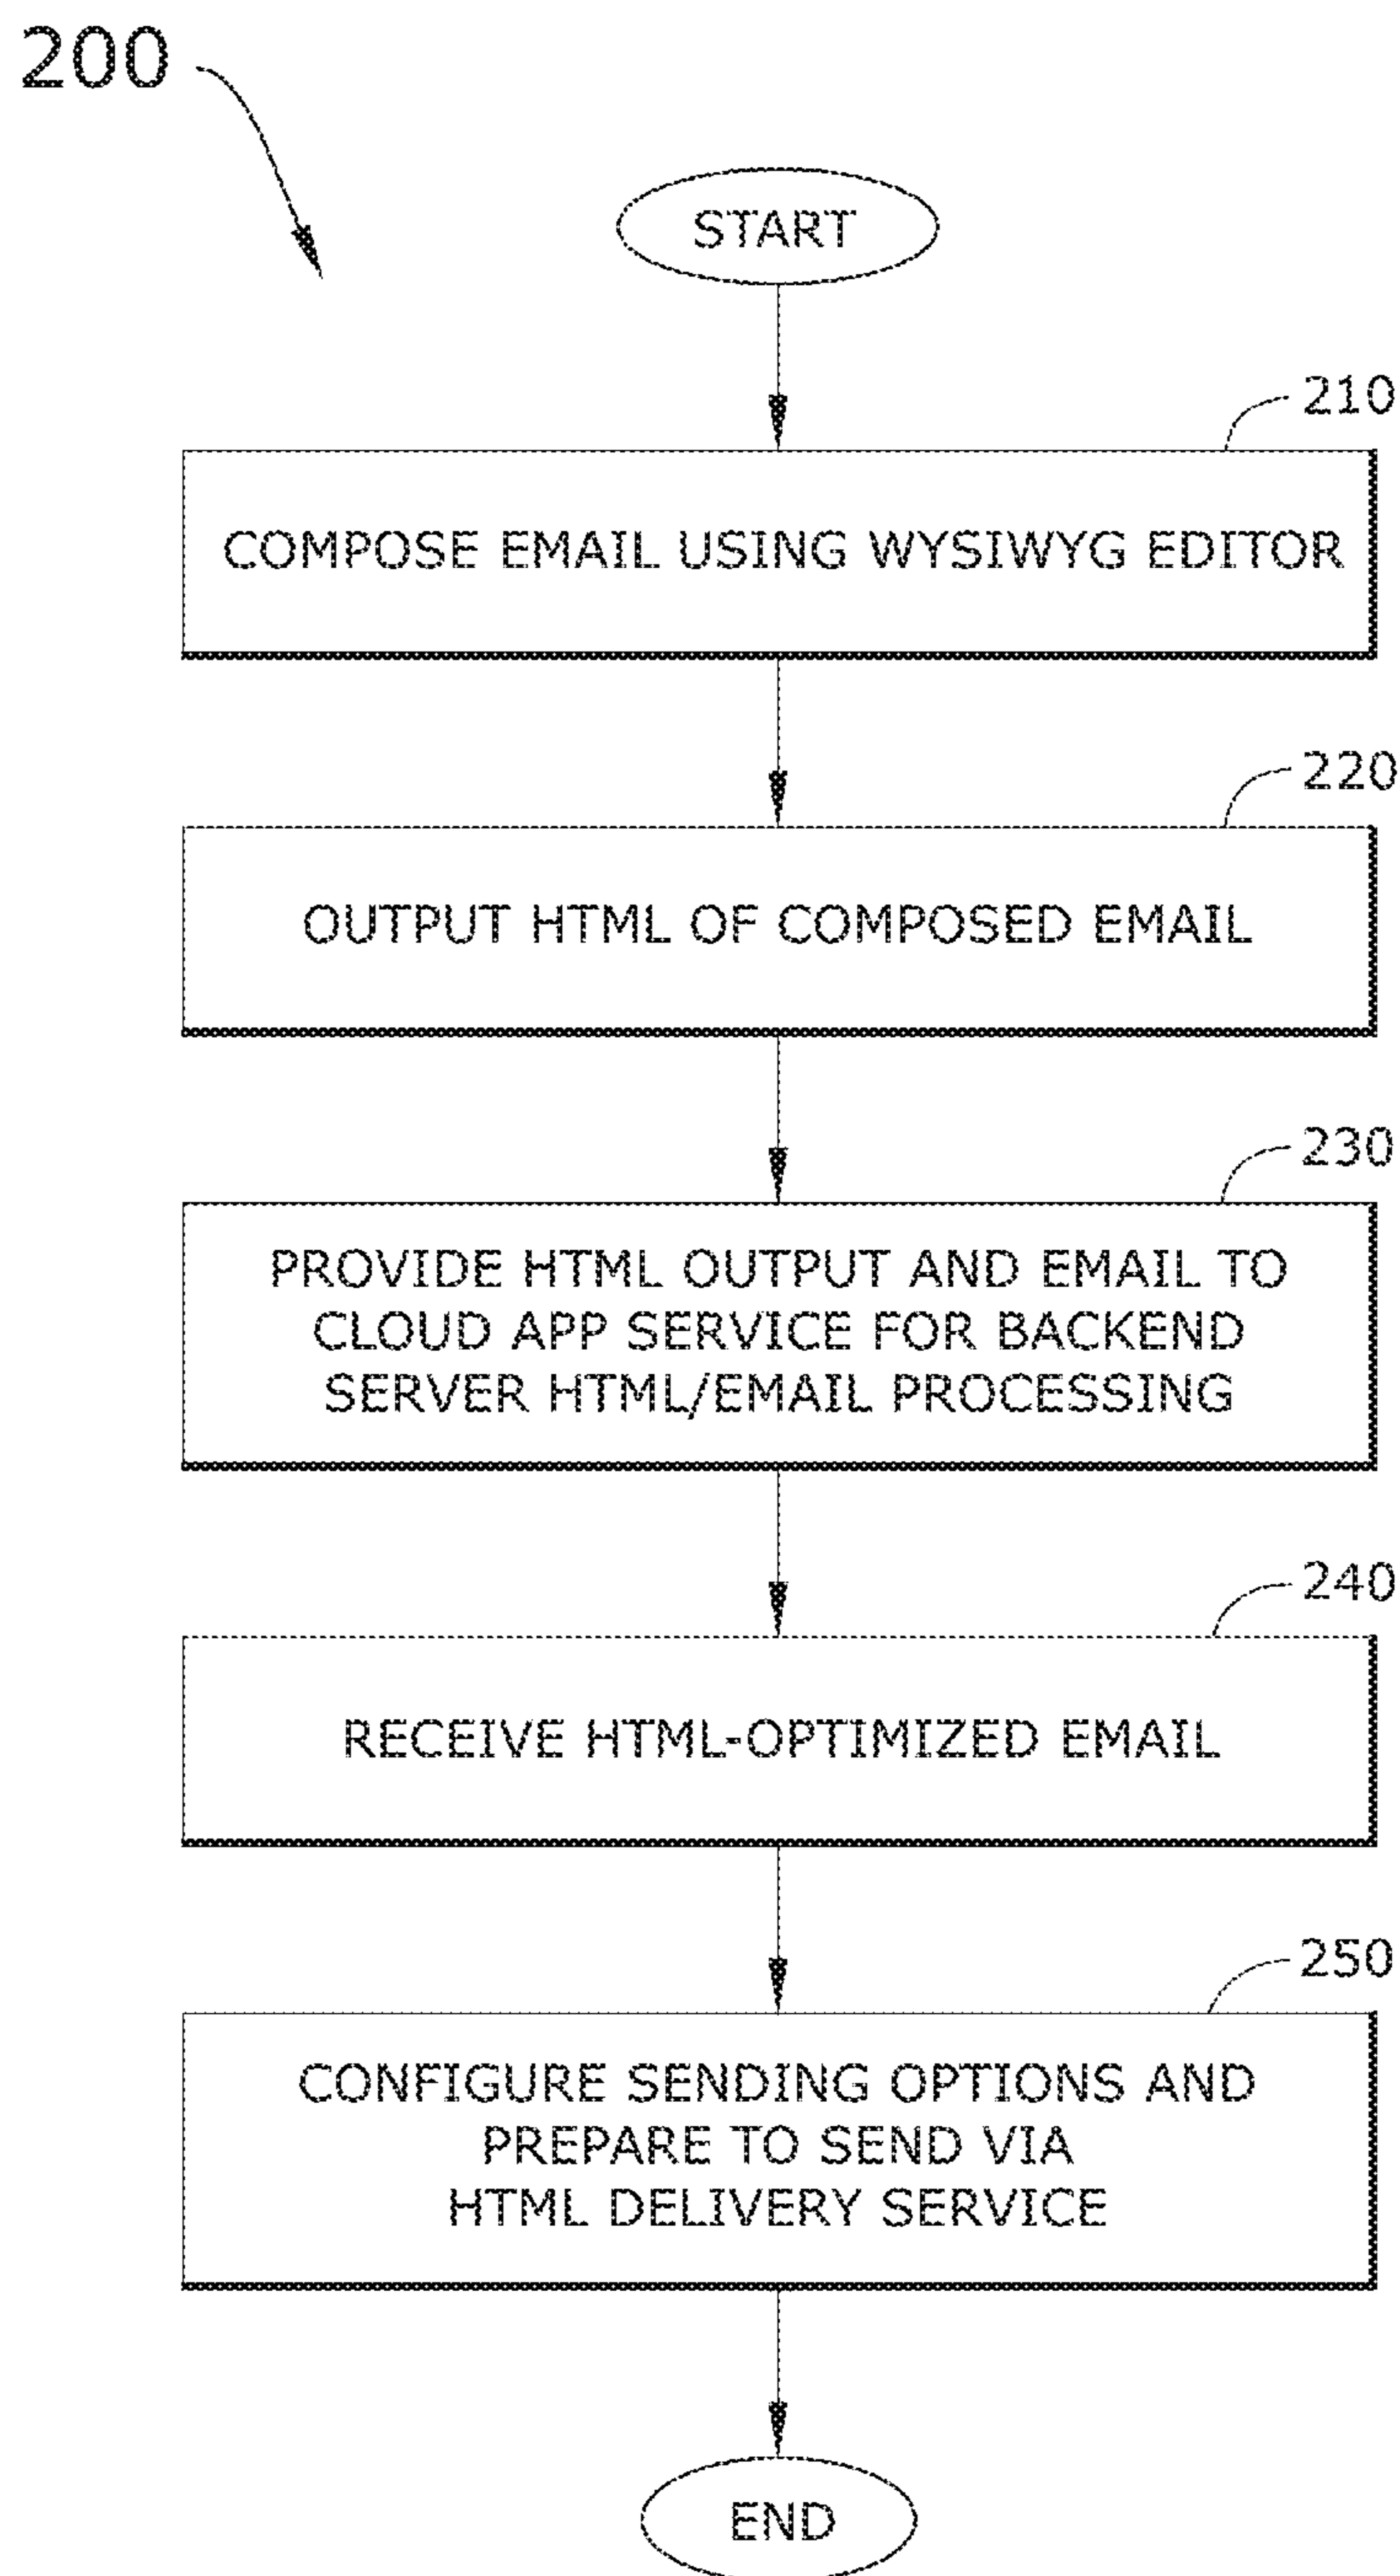 200
START
210
COMPOSE EMAIL USING WYSIWYG EDITOR
220
OUTPUT HTML OF COMPOSED EMAIL
230
PROVIDE HTML OUTPUT AND EMAIL TO
CLOUD APP SERVICE FOR BACKEND
SERVER HTML/EMAIL PROCESSING
240
RECEIVE HTML-OPTIMIZED EMAIL
250
CONFIGURE SENDING OPTIONS AND
PREPARE TO SEND VIA
HTML DELIVERY SERVICE
END